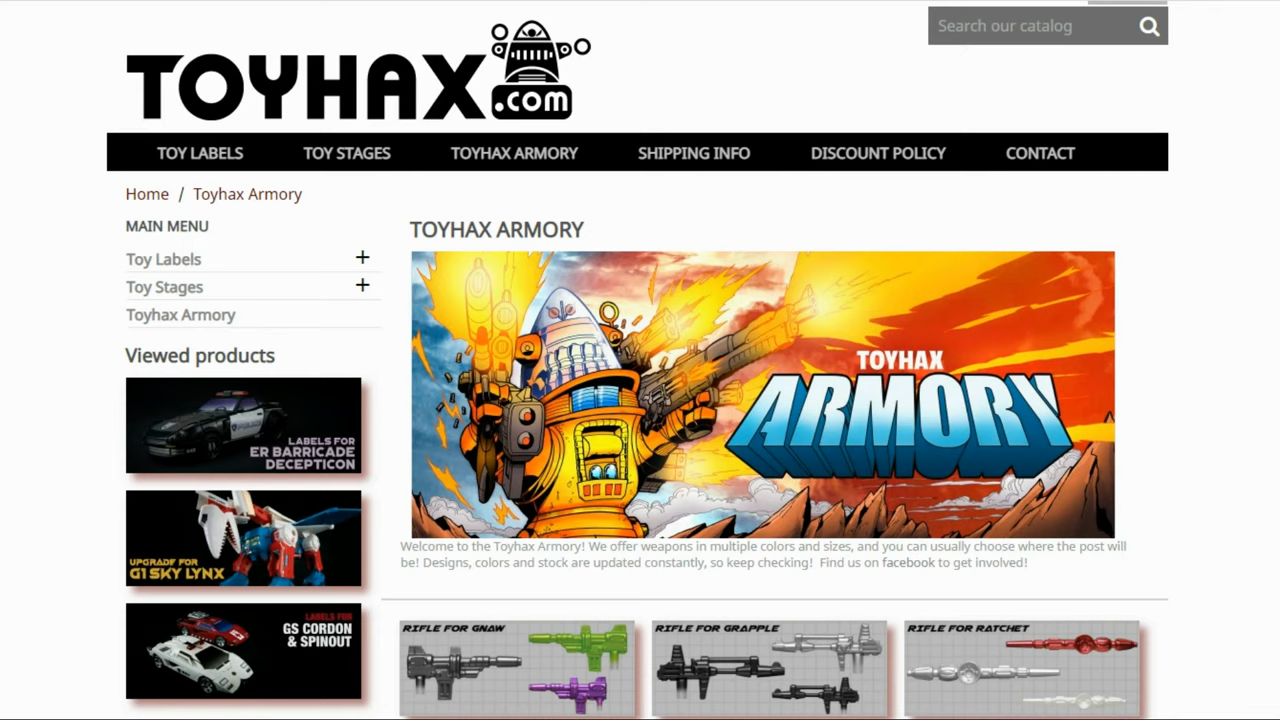 TOYHAX
.com
Search our catalog
TOY LABELS TOY STAGES TOYHAX ARMORY SHIPPING INFO DISCOUNT POLICY CONTACT
Home / Toyhax Armory
MAIN MENU
Toy Labels +
Toy Stages +
Toyhax Armory
Viewed products
LABELS FOR
ER BARRICADE
DECEPTICON
UPGRADE FOR
G1 SKY LYNX
LABELS FOR
GS CORDON
& SPINOUT
TOYHAX ARMORY
TOYHAX
ARMORY
Welcome to the Toyhax Armory! We offer weapons in multiple colors and sizes, and you can usually choose where the post will
be! Designs, colors and stock are updated constantly, so keep checking! Find us on facebook to get involved!
RIFLE FOR GNAW
RIFLE FOR GRAPPLE
RIFLE FOR RATCHET